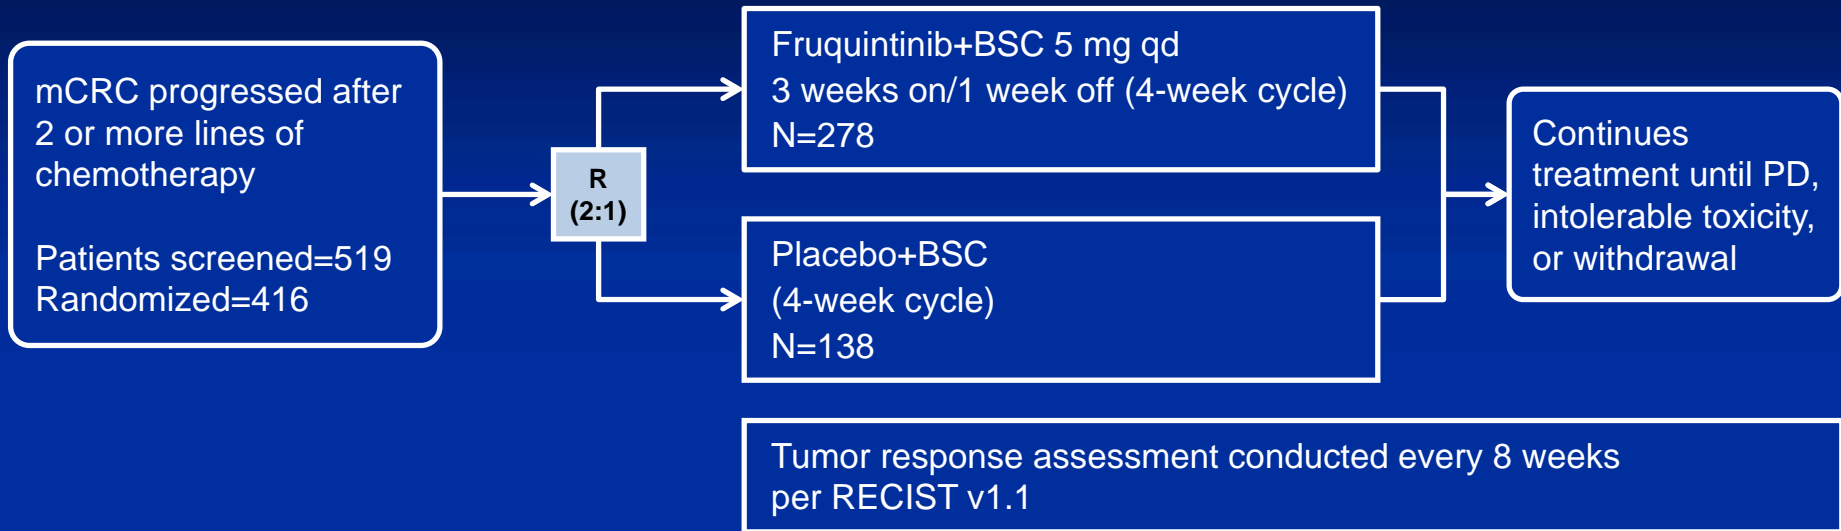 mCRC progressed after
2 or more lines of
chemotherapy
Patients screened=519
Randomized=416
R
(2:1)
Fruquintinib+BSC 5 mg qd
3 weeks on/1 week off (4-week cycle)
N=278
Placebo+BSC
(4-week cycle)
N=138
Continues
treatment until PD,
intolerable toxicity,
or withdrawal
Tumor response assessment conducted every 8 weeks
per RECIST v1.1